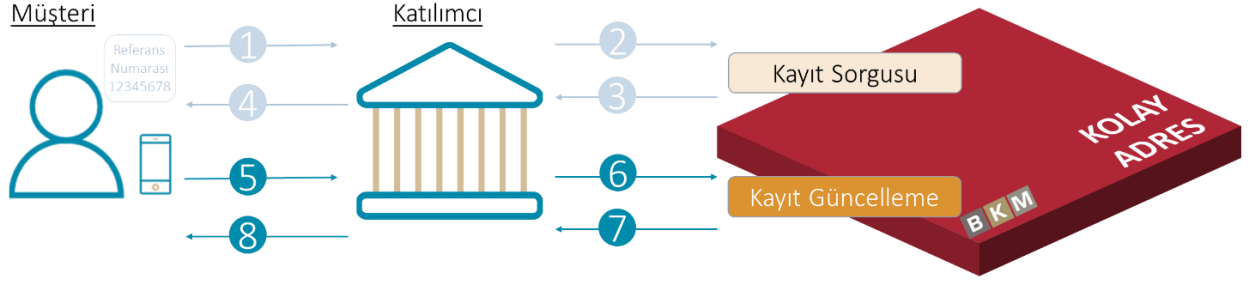 Müşteri
Katılımcı
Referans
Numarası
12345678
1
2
Kayıt Sorgusu
4
3
KOLAY
ADRES
5
6
Kayıt Güncelleme
8
7
BKM